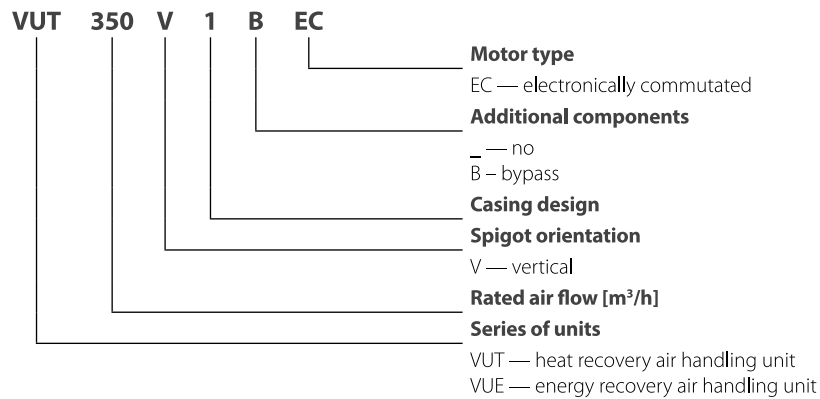 VUT 350 V 1 B EC
Motor type
EC — electronically commutated
Additional components
_ — no
B – bypass
Casing design
Spigot orientation
V — vertical
Rated air flow [m³/h]
Series of units
VUT — heat recovery air handling unit
VUE — energy recovery air handling unit